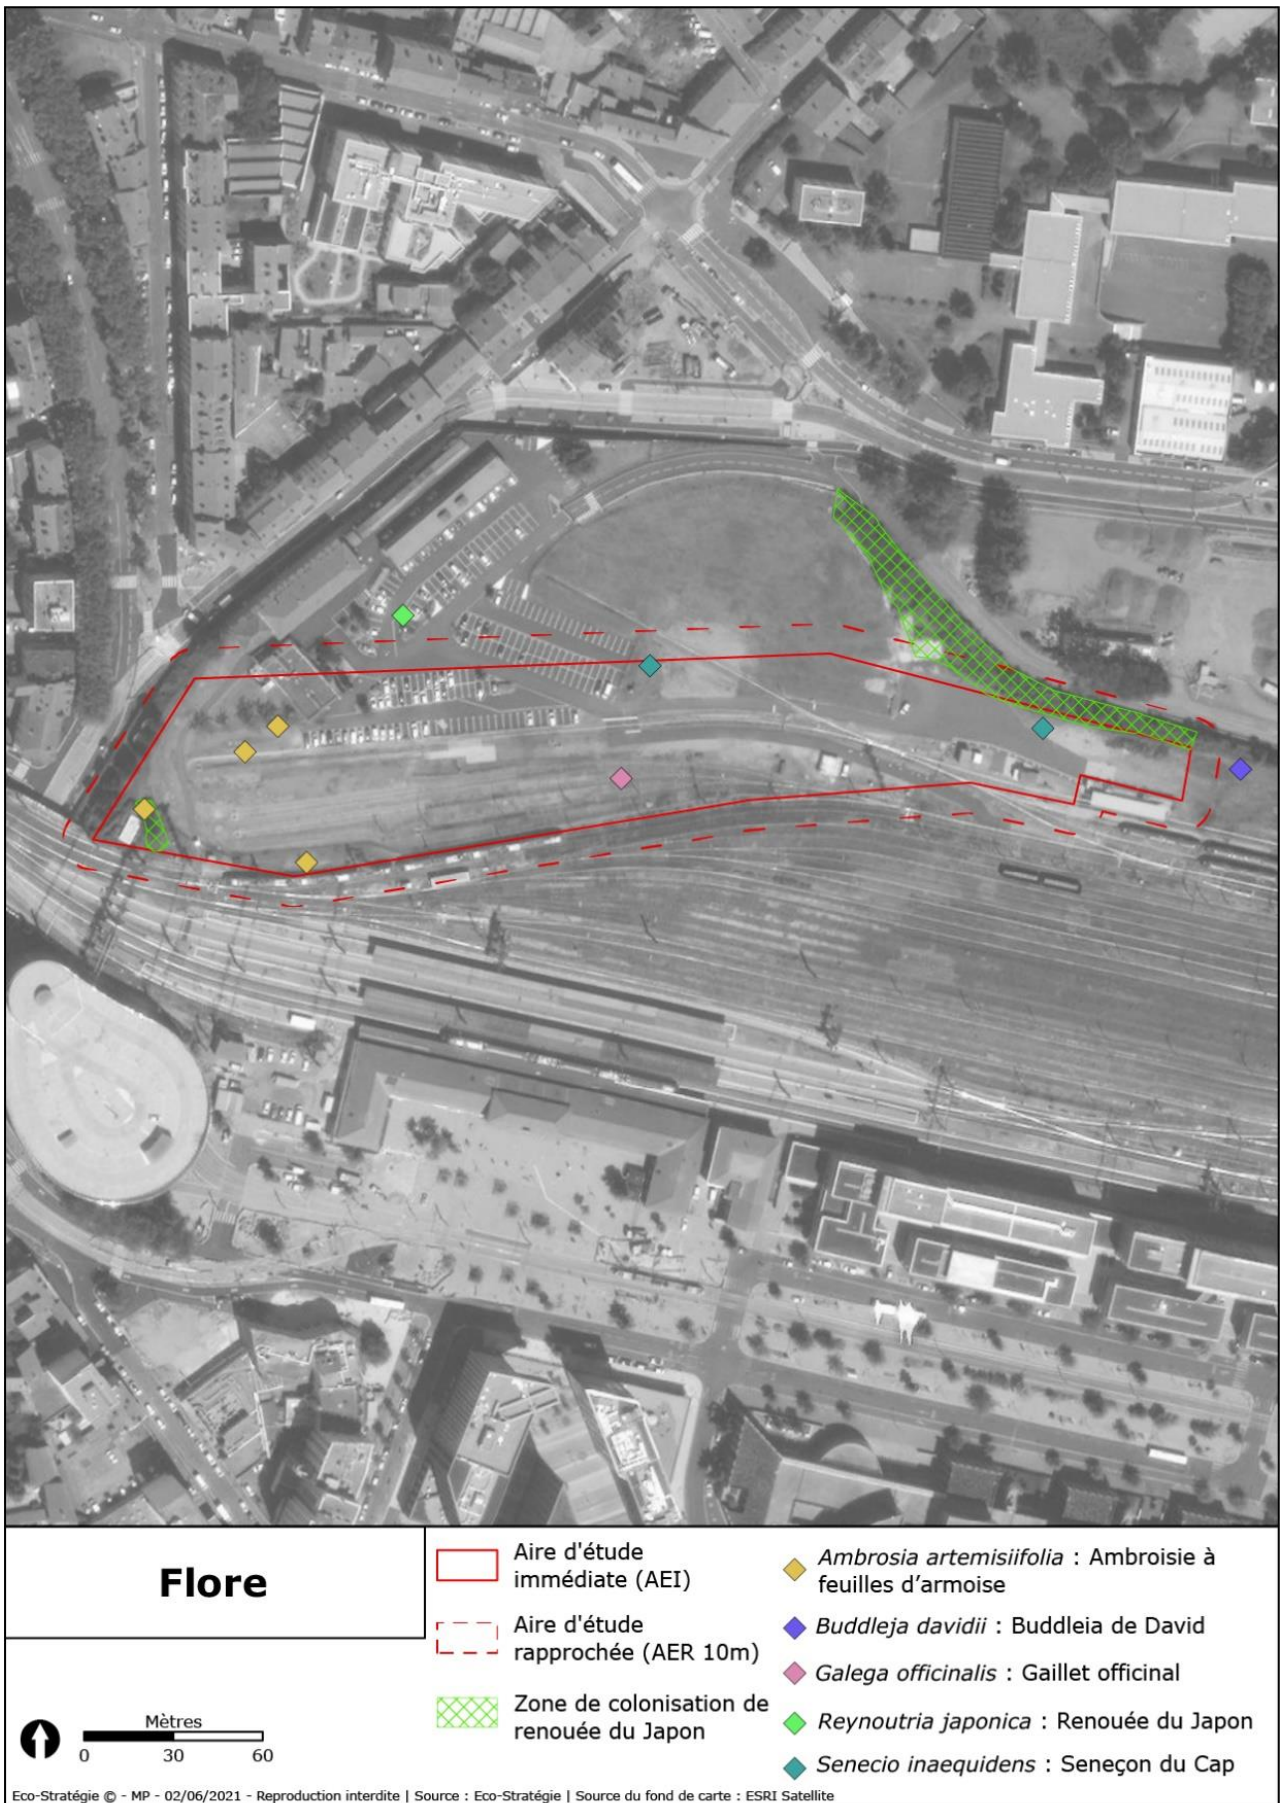 Flore
Mètres
0 30 60
Aire d'étude
immédiate (AEI)
Aire d'étude
rapprochée (AER 10m)
Zone de colonisation de
renouée du Japon
Ambrosia artemisiifolia : Ambroisie à
feuilles d’armoise
Buddleja davidii : Buddleia de David
Galega officinalis : Gaillet officinal
Reynoutria japonica : Renouée du Japon
Senecio inaequidens : Seneçon du Cap
Eco-Stratégie © - MP - 02/06/2021 - Reproduction interdite | Source : Eco-Stratégie | Source du fond de carte : ESRI Satellite